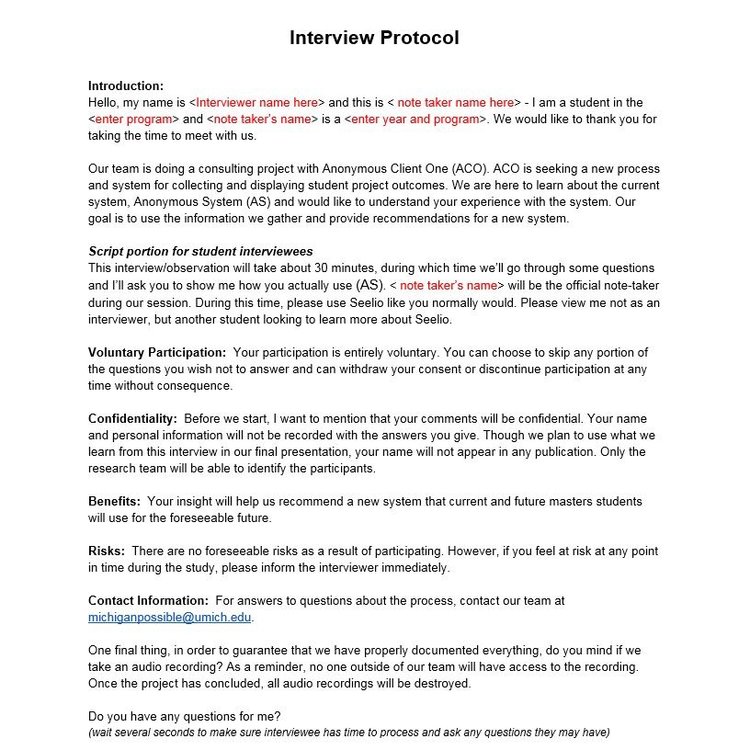 Interview Protocol
Introduction:
Hello, my name is <Interviewer name here> and this is < note taker name here> - I am a student in the
<enter program> and <note taker's name> is a <enter year and program>. We would like to thank you for
taking the time to meet with us.
Our team is doing a consulting project with Anonymous Client One (ACO). ACO is seeking a new process
and system for collecting and displaying student project outcomes. We are here to learn about the current
system, Anonymous System (AS) and would like to understand your experience with the system. Our
goal is to use the information we gather and provide recommendations for a new system.
Script portion for student interviewees
This interview/observation will take about 30 minutes, during which time we'll go through some questions
and I'll ask you to show me how you actually use (AS). < note taker's name> will be the official note-taker
during our session. During this time, please use Seelio like you normally would. Please view me not as an
interviewer, but another student looking to learn more about Seelio.
Voluntary Participation: Your participation is entirely voluntary. You can choose to skip any portion of
the questions you wish not to answer and can withdraw your consent or discontinue participation at any
time without consequence.
Confidentiality: Before we start, I want to mention that your comments will be confidential. Your name
and personal information will not be recorded with the answers you give. Though we plan to use what we
learn from this interview in our final presentation, your name will not appear in any publication. Only the
research team will be able to identify the participants.
Benefits: Your insight will help us recommend a new system that current and future masters students
will use for the foreseeable future.
Risks: There are no foreseeable risks as a result of participating. However, if you feel at risk at any point
in time during the study, please inform the interviewer immediately.
Contact Information: For answers to questions about the process, contact our team at
michiganpossible@umich.edu.
One final thing, in order to guarantee that we have properly documented everything, do you mind if we
take an audio recording? As a reminder, no one outside of our team will have access to the recording.
Once the project has concluded, all audio recordings will be destroyed.
Do you have any questions for me?
(wait several seconds to make sure interviewee has time to process and ask any questions they may have)